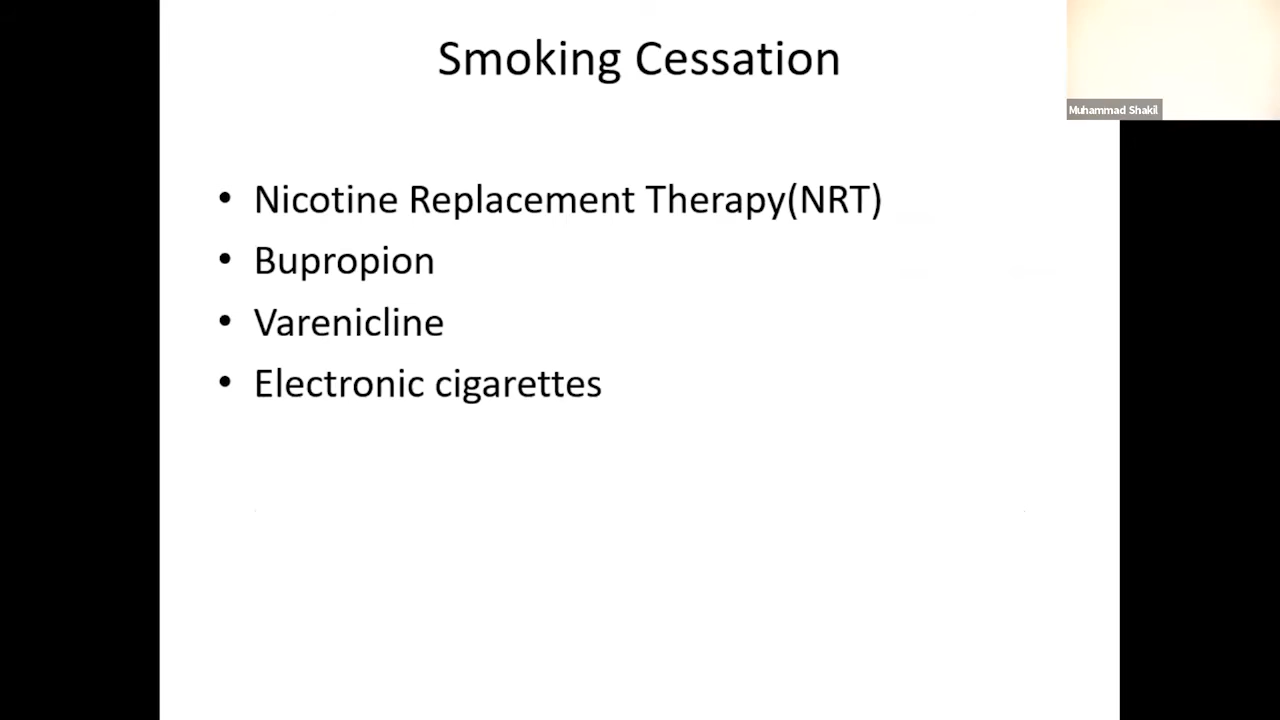 Smoking Cessation
Muhammad Shakil
• Nicotine Replacement Therapy(NRT)
• Bupropion
• Varenicline
• Electronic cigarettes